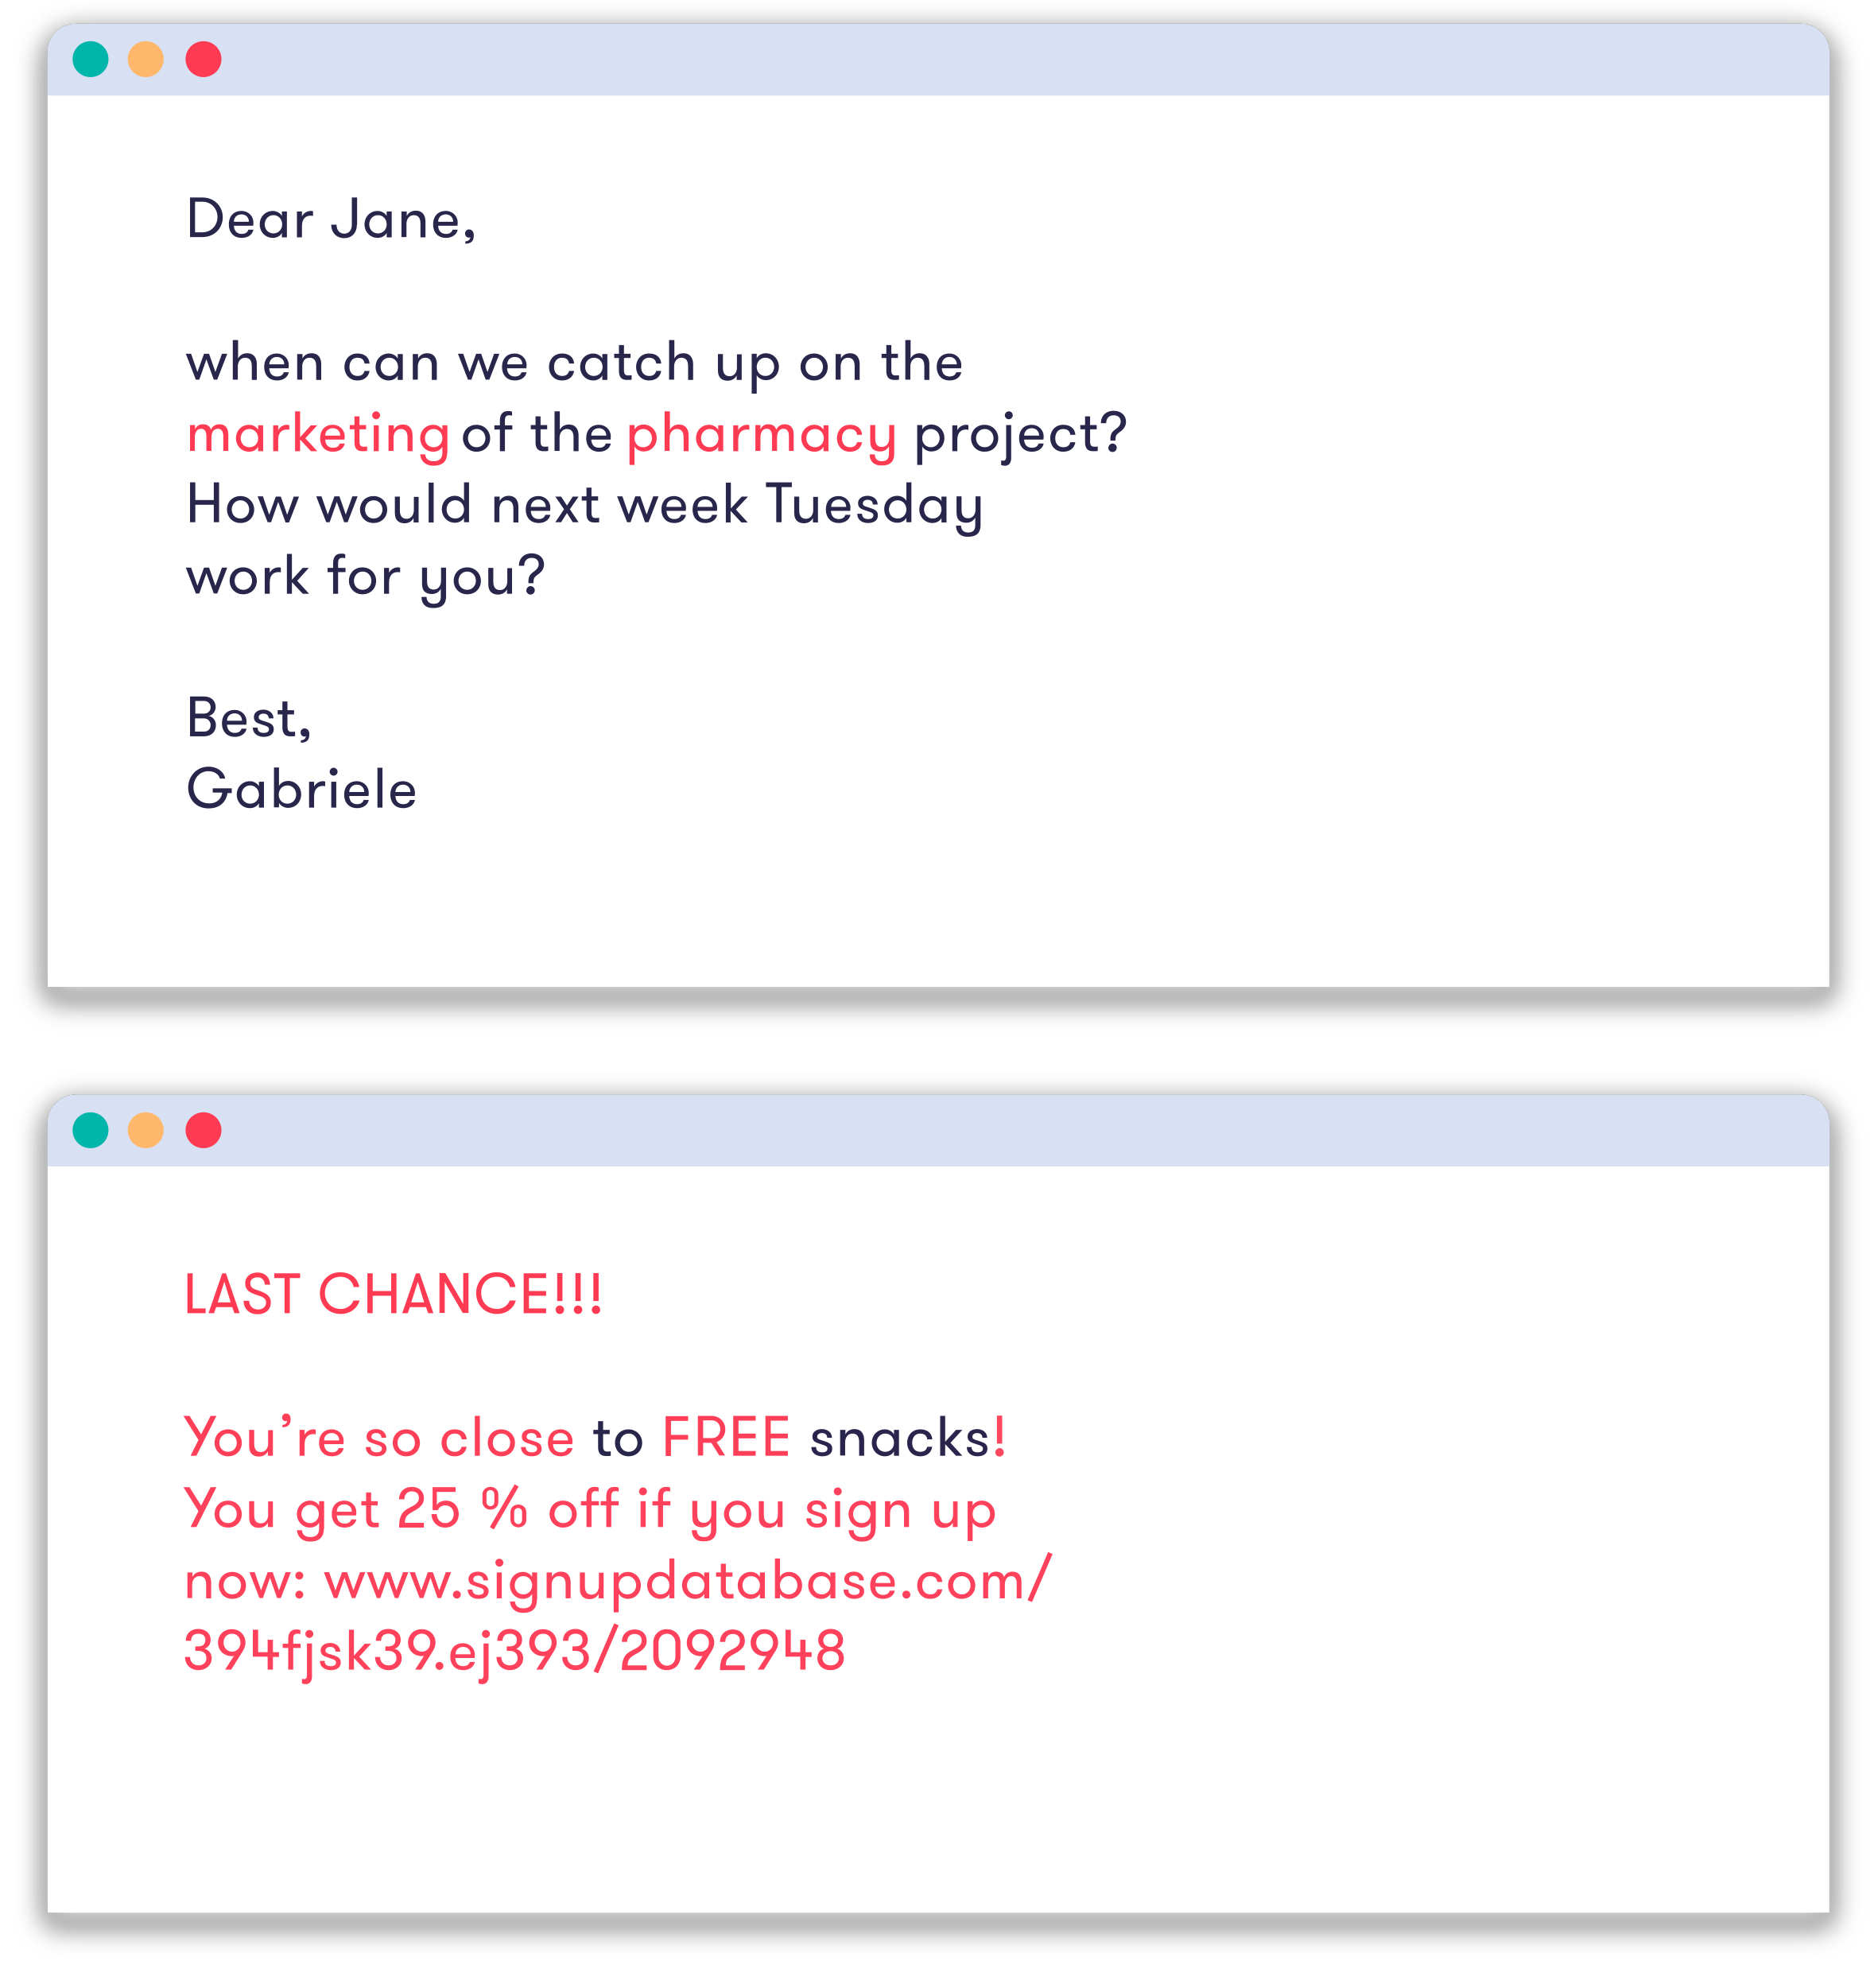 Dear Jane,
when can we catch up on the
marketing of the pharmacy project?
How would next week Tuesday
work for you?
Best,
Gabriele
LAST CHANCE!!!
You’re so close to FREE snacks!
You get 25 % off if you sign up
now: www.signupdatabase.com/
394fjsk39.ej393/2092948